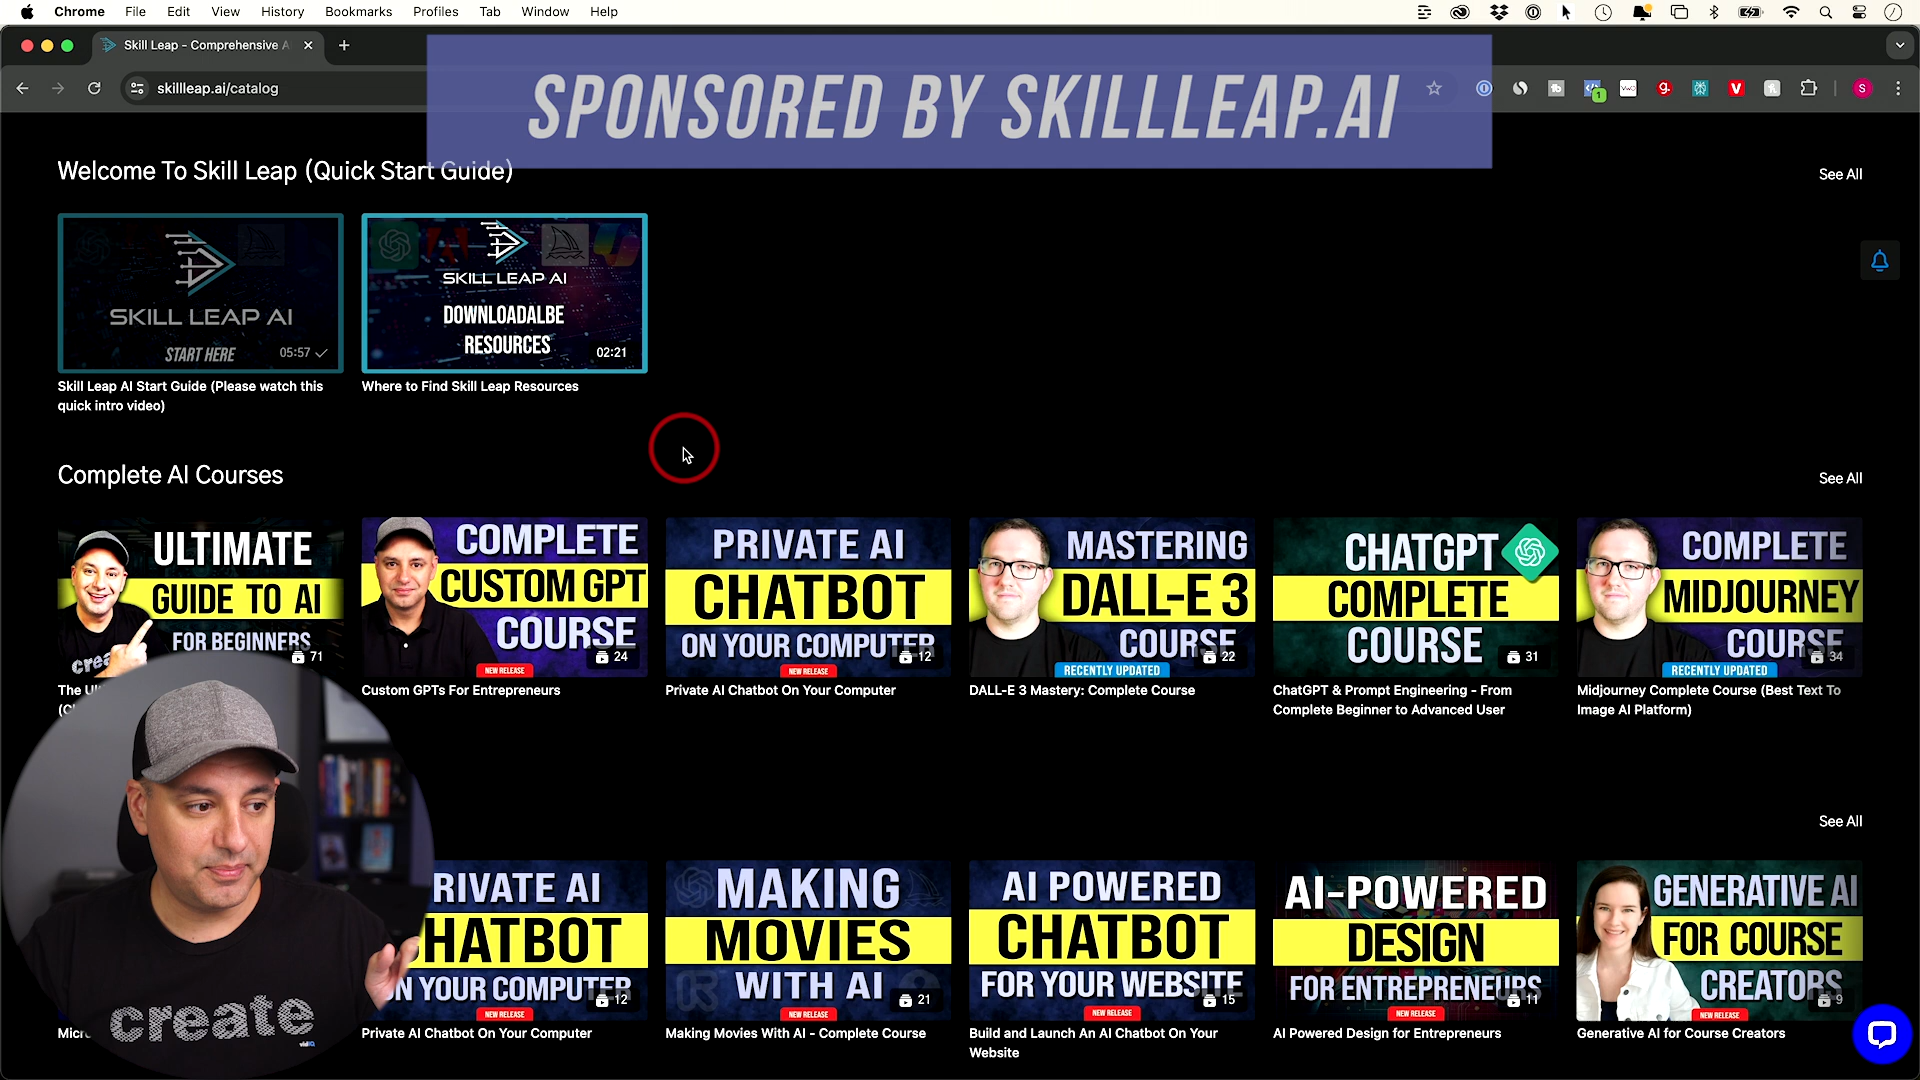 Chrome File Edit View History Bookmarks Profiles Tab Window Help
Skill Leap - Comprehensive A
skillleap.ai/catalog
SPONSORED BY SKILLLEAP.AI
Welcome To Skill Leap (Quick Start Guide)
See All
SKILL LEAP AI
START HERE
05:57
SKILL LEAP AI
DOWNLOADALBE
RESOURCES
02:21
Skill Leap AI Start Guide (Please watch this
quick intro video)
Where to Find Skill Leap Resources
Complete AI Courses
See All
ULTIMATE
GUIDE TO AI
FOR BEGINNERS
71
COMPLETE
CUSTOM GPT
COURSE
NEW RELEASE
24
PRIVATE AI
CHATBOT
ON YOUR COMPUTER
NEW RELEASE
12
MASTERING
DALL-E 3
COURSE
RECENTLY UPDATED
22
CHATGPT
COMPLETE
COURSE
31
COMPLETE
MIDJOURNEY
COURSE
RECENTLY UPDATED
34
Custom GPTs For Entrepreneurs
Private AI Chatbot On Your Computer
DALL-E 3 Mastery: Complete Course
ChatGPT & Prompt Engineering - From
Complete Beginner to Advanced User
Midjourney Complete Course (Best Text To
Image AI Platform)
See All
RIVATE AI
HATBOT
N YOUR COMPUTER
NEW RELEASE
12
MAKING
MOVIES
WITH AI
NEW RELEASE
21
AI POWERED
CHATBOT
FOR YOUR WEBSITE
NEW RELEASE
15
AI-POWERED
DESIGN
FOR ENTREPRENEURS
NEW RELEASE
11
GENERATIVE AI
FOR COURSE
CREATORS
NEW RELEASE
9
Private AI Chatbot On Your Computer
Making Movies With AI - Complete Course
Build and Launch An AI Chatbot On Your
Website
AI Powered Design for Entrepreneurs
Generative AI for Course Creators
create
vidIQ